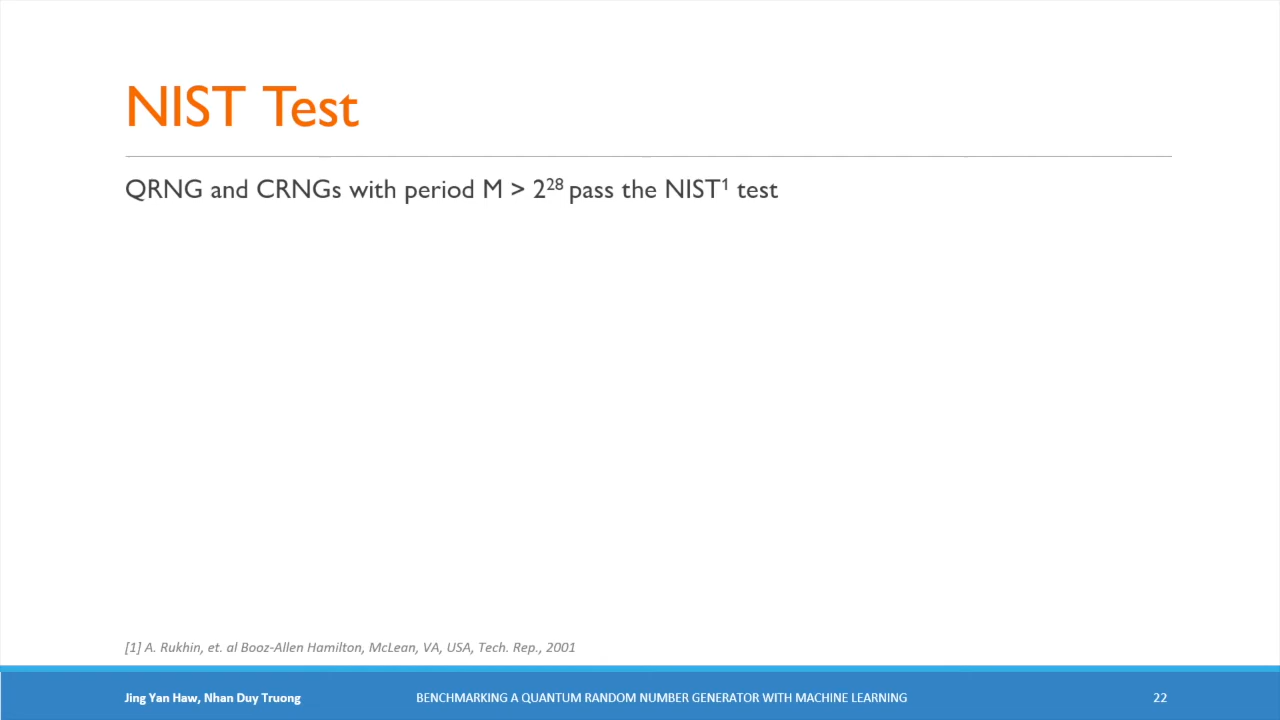 NIST Test
QRNG and CRNGs with period M > 2²⁸ pass the NIST¹ test
[1] A. Rukhin, et. al Booz-Allen Hamilton, McLean, VA, USA, Tech. Rep., 2001
Jing Yan Haw, Nhan Duy Truong BENCHMARKING A QUANTUM RANDOM NUMBER GENERATOR WITH MACHINE LEARNING 22